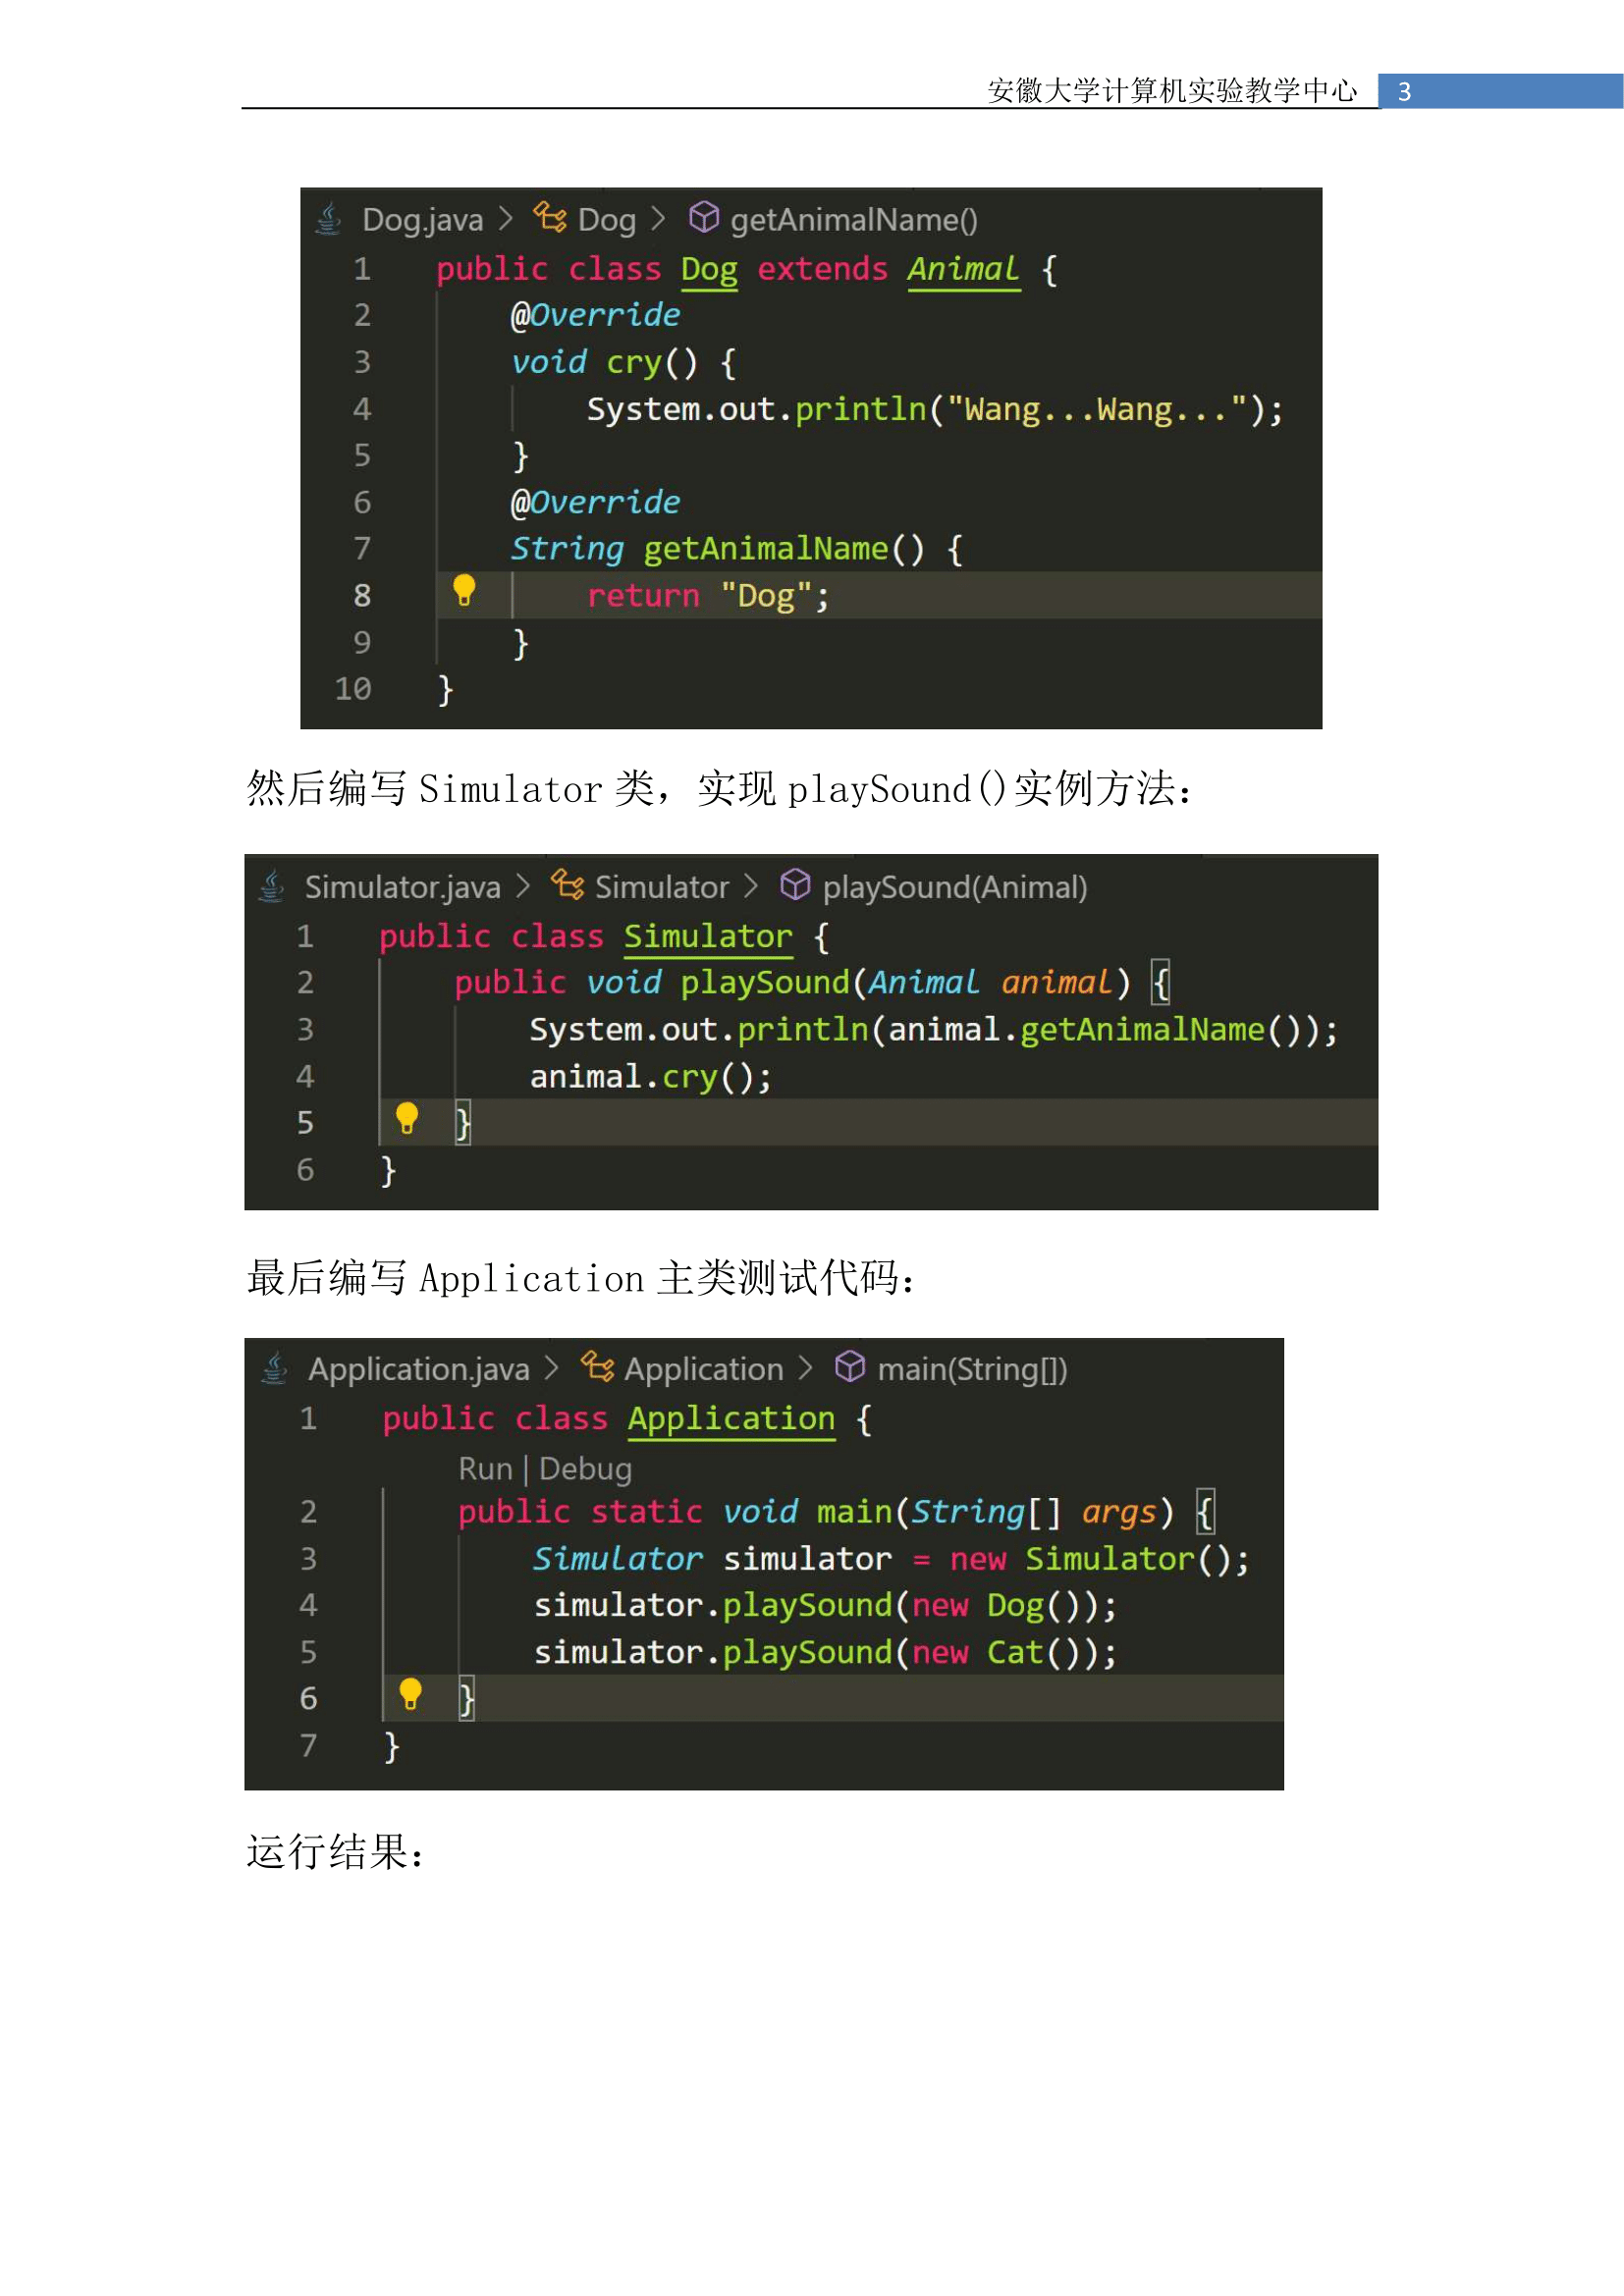 安徽大学计算机实验教学中心 3
Dog.java > Dog > getAnimalName()
1 public class Dog extends Animal {
2     @Override
3     void cry() {
4         System.out.println("Wang...Wang...");
5     }
6     @Override
7     String getAnimalName() {
8         return "Dog";
9     }
10 }
然后编写 Simulator 类，实现 playSound()实例方法：
Simulator.java > Simulator > playSound(Animal)
1 public class Simulator {
2     public void playSound(Animal animal) {
3         System.out.println(animal.getAnimalName());
4         animal.cry();
5     }
6 }
最后编写 Application 主类测试代码：
Application.java > Application > main(String[])
1 public class Application {
Run | Debug
2     public static void main(String[] args) {
3         Simulator simulator = new Simulator();
4         simulator.playSound(new Dog());
5         simulator.playSound(new Cat());
6     }
7 }
运行结果：